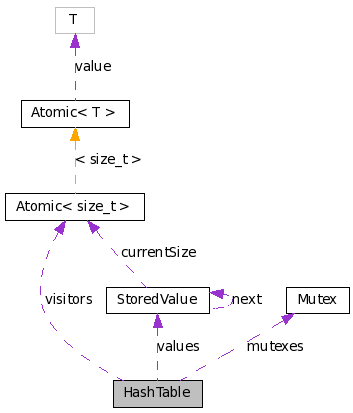 T
value
Atomic< T >
< size_t >
Atomic< size_t >
currentSize
visitors
StoredValue
next
Mutex
values
mutexes
HashTable